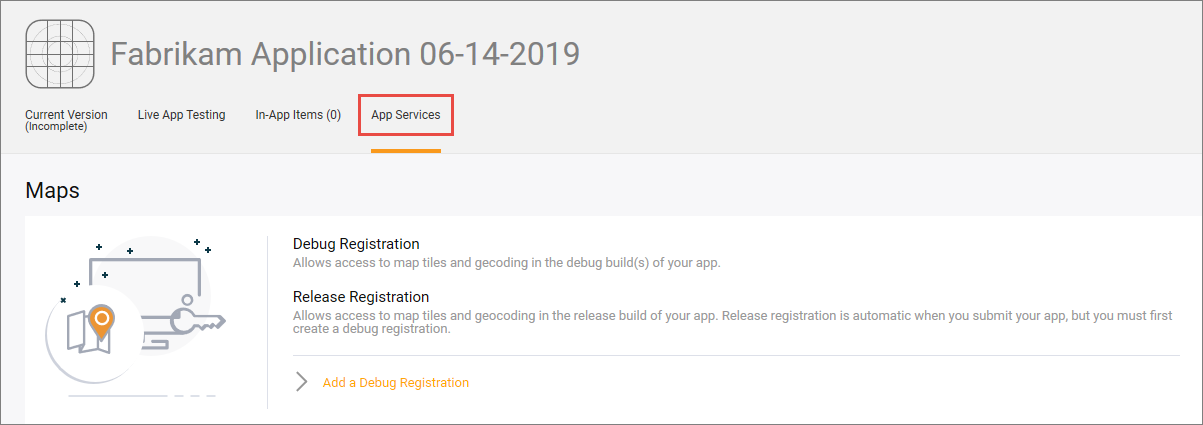 Fabrikam Application 06-14-2019
Current Version
(Incomplete)
Live App Testing
In-App Items (0)
App Services
Maps
Debug Registration
Allows access to map tiles and gecoding in the debug build(s) of your app.
Release Registration
Allows access to map tiles and geocoding in the release build of your app. Release registration is automatic when you submit your app, but you must first
create a debug registration.
Add a Debug Registration